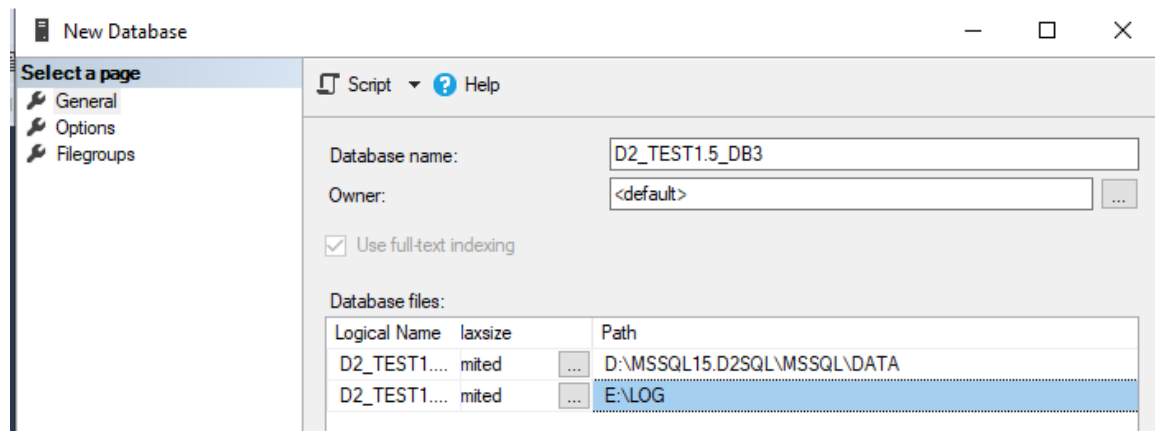 New Database
Select a page
General
Options
Filegroups
Script Help
Database name: D2_TEST1.5_DB3
Owner: <default> ...
Use full-text indexing
Database files:
Logical Name laxsize Path
D2_TEST1.... mited ... D:\MSSQL15.D2SQL\MSSQL\DATA
D2_TEST1.... mited ... E:\LOG